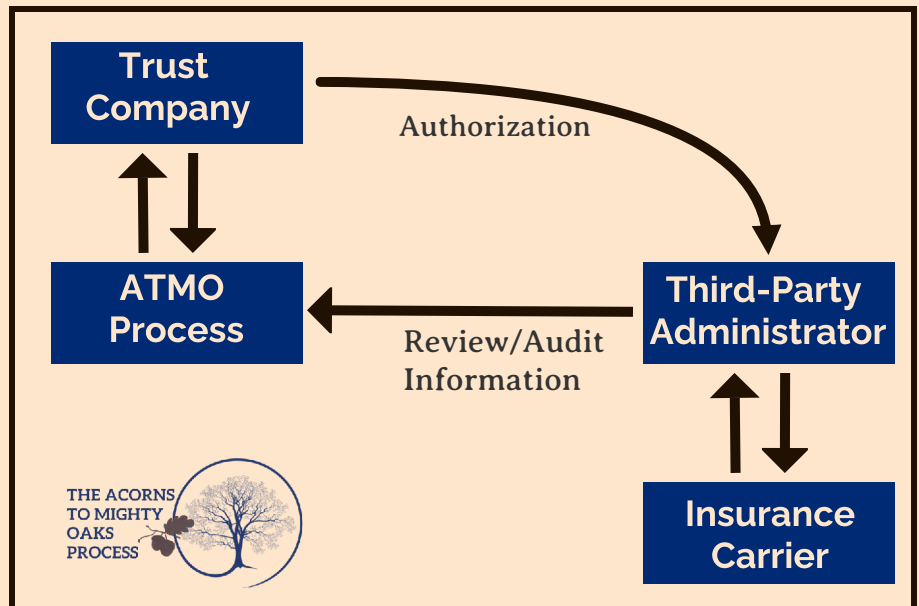 Trust
Company
Authorization
ATMO
Process
Third-Party
Administrator
Review/Audit
Information
THE ACORNS
TO MIGHTY
OAKS
PROCESS
Insurance
Carrier